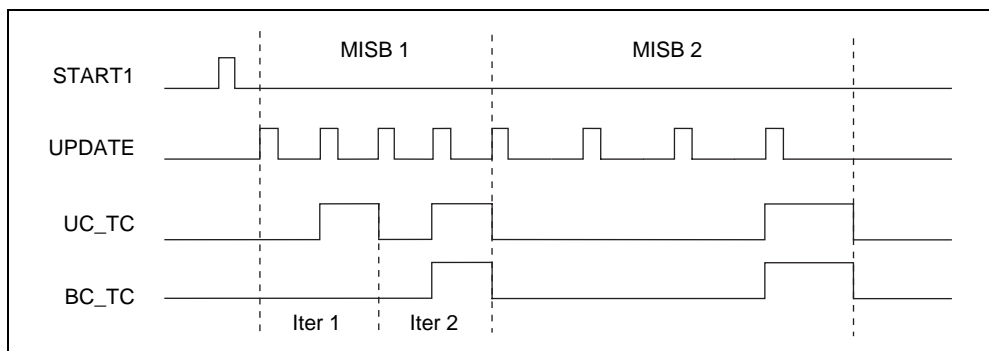 MISB 1 MISB 2
START1
UPDATE
UC_TC
BC_TC
Iter 1 Iter 2